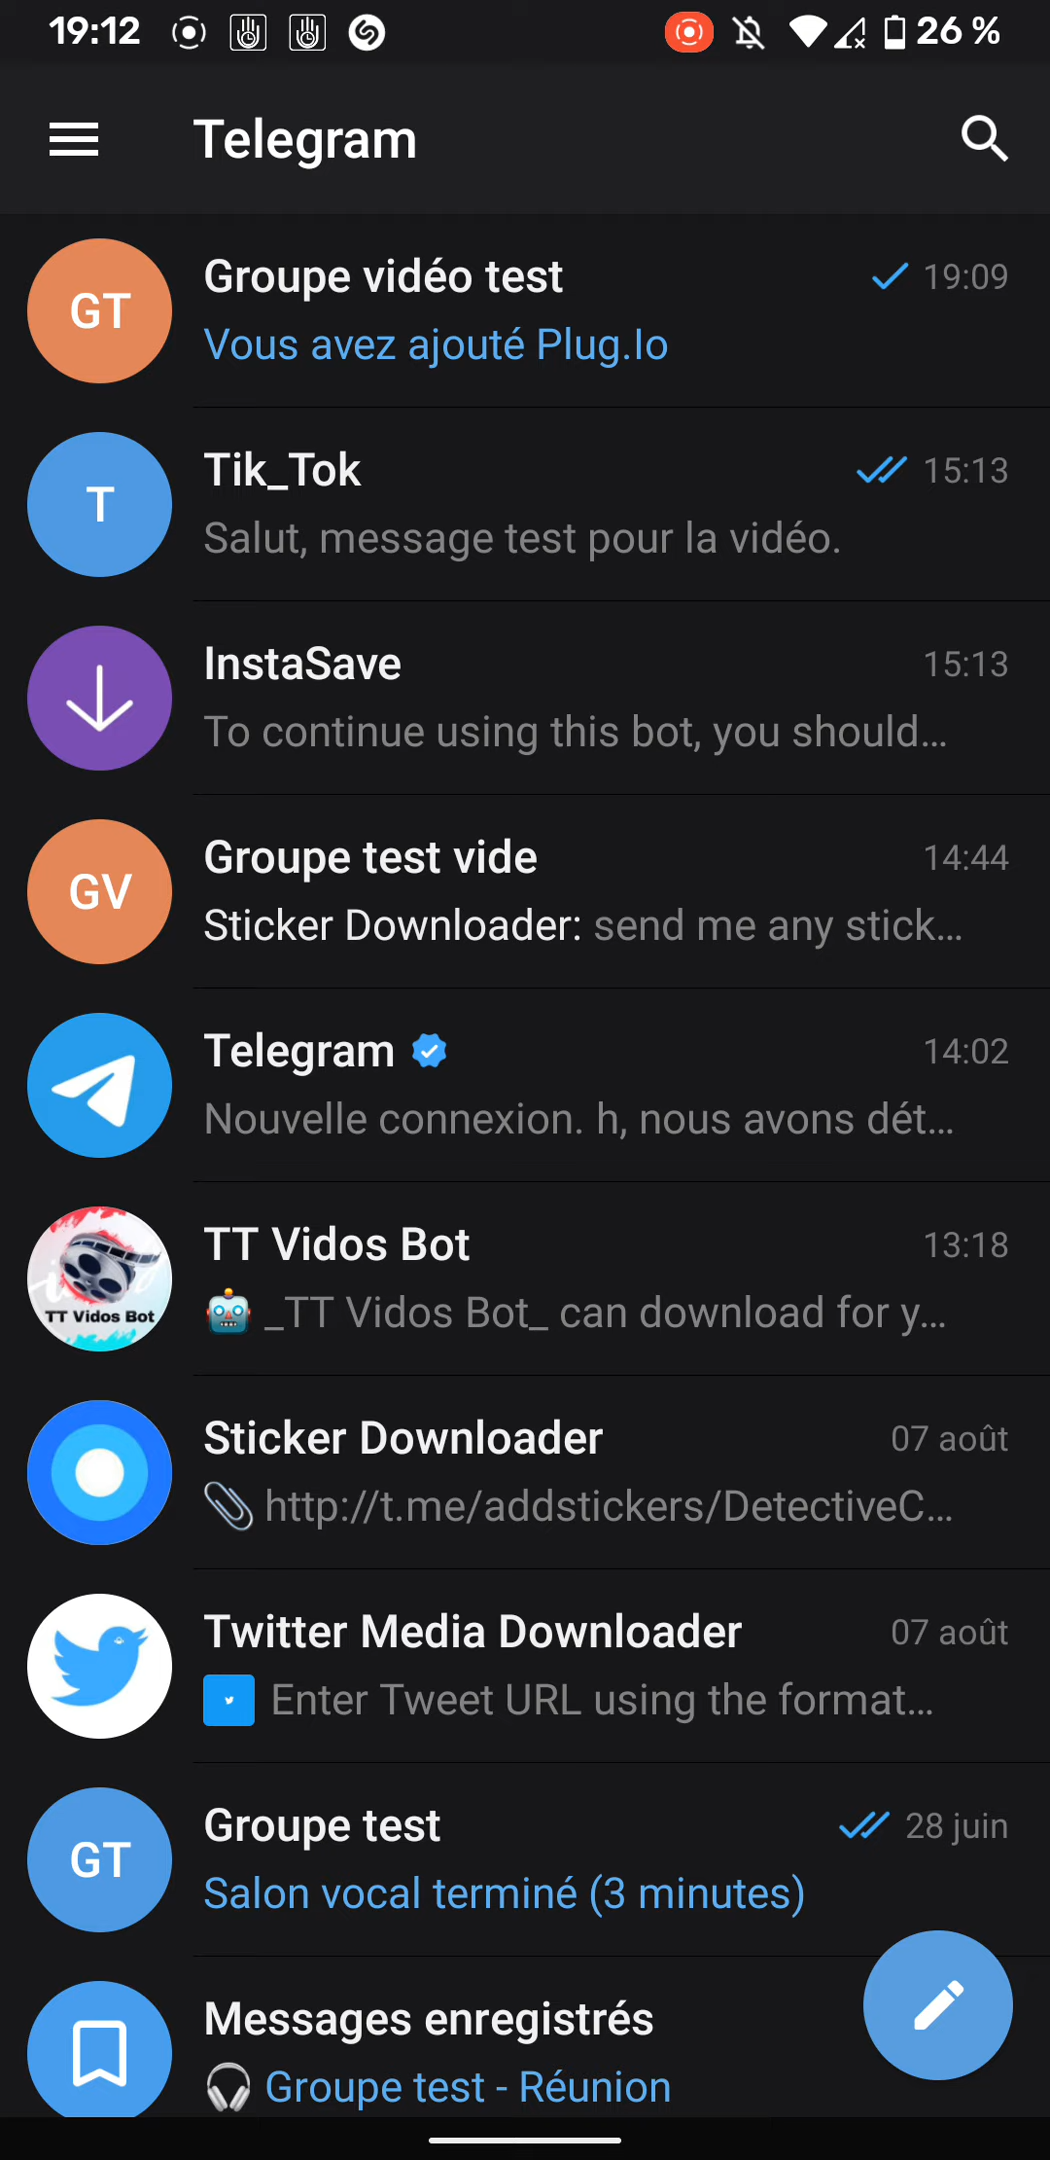 19:12 26 %
Telegram
GT
Groupe vidéo test 19:09
Vous avez ajouté Plug.Io
T
Tik_Tok 15:13
Salut, message test pour la vidéo.
InstaSave 15:13
To continue using this bot, you should...
GV
Groupe test vide 14:44
Sticker Downloader: send me any stick...
Telegram 14:02
Nouvelle connexion. h, nous avons dét...
TT Vidos Bot
TT Vidos Bot 13:18
_TT Vidos Bot_ can download for y...
Sticker Downloader 07 août
http://t.me/addstickers/DetectiveC...
Twitter Media Downloader 07 août
Enter Tweet URL using the format...
GT
Groupe test 28 juin
Salon vocal terminé (3 minutes)
Messages enregistrés
Groupe test - Réunion